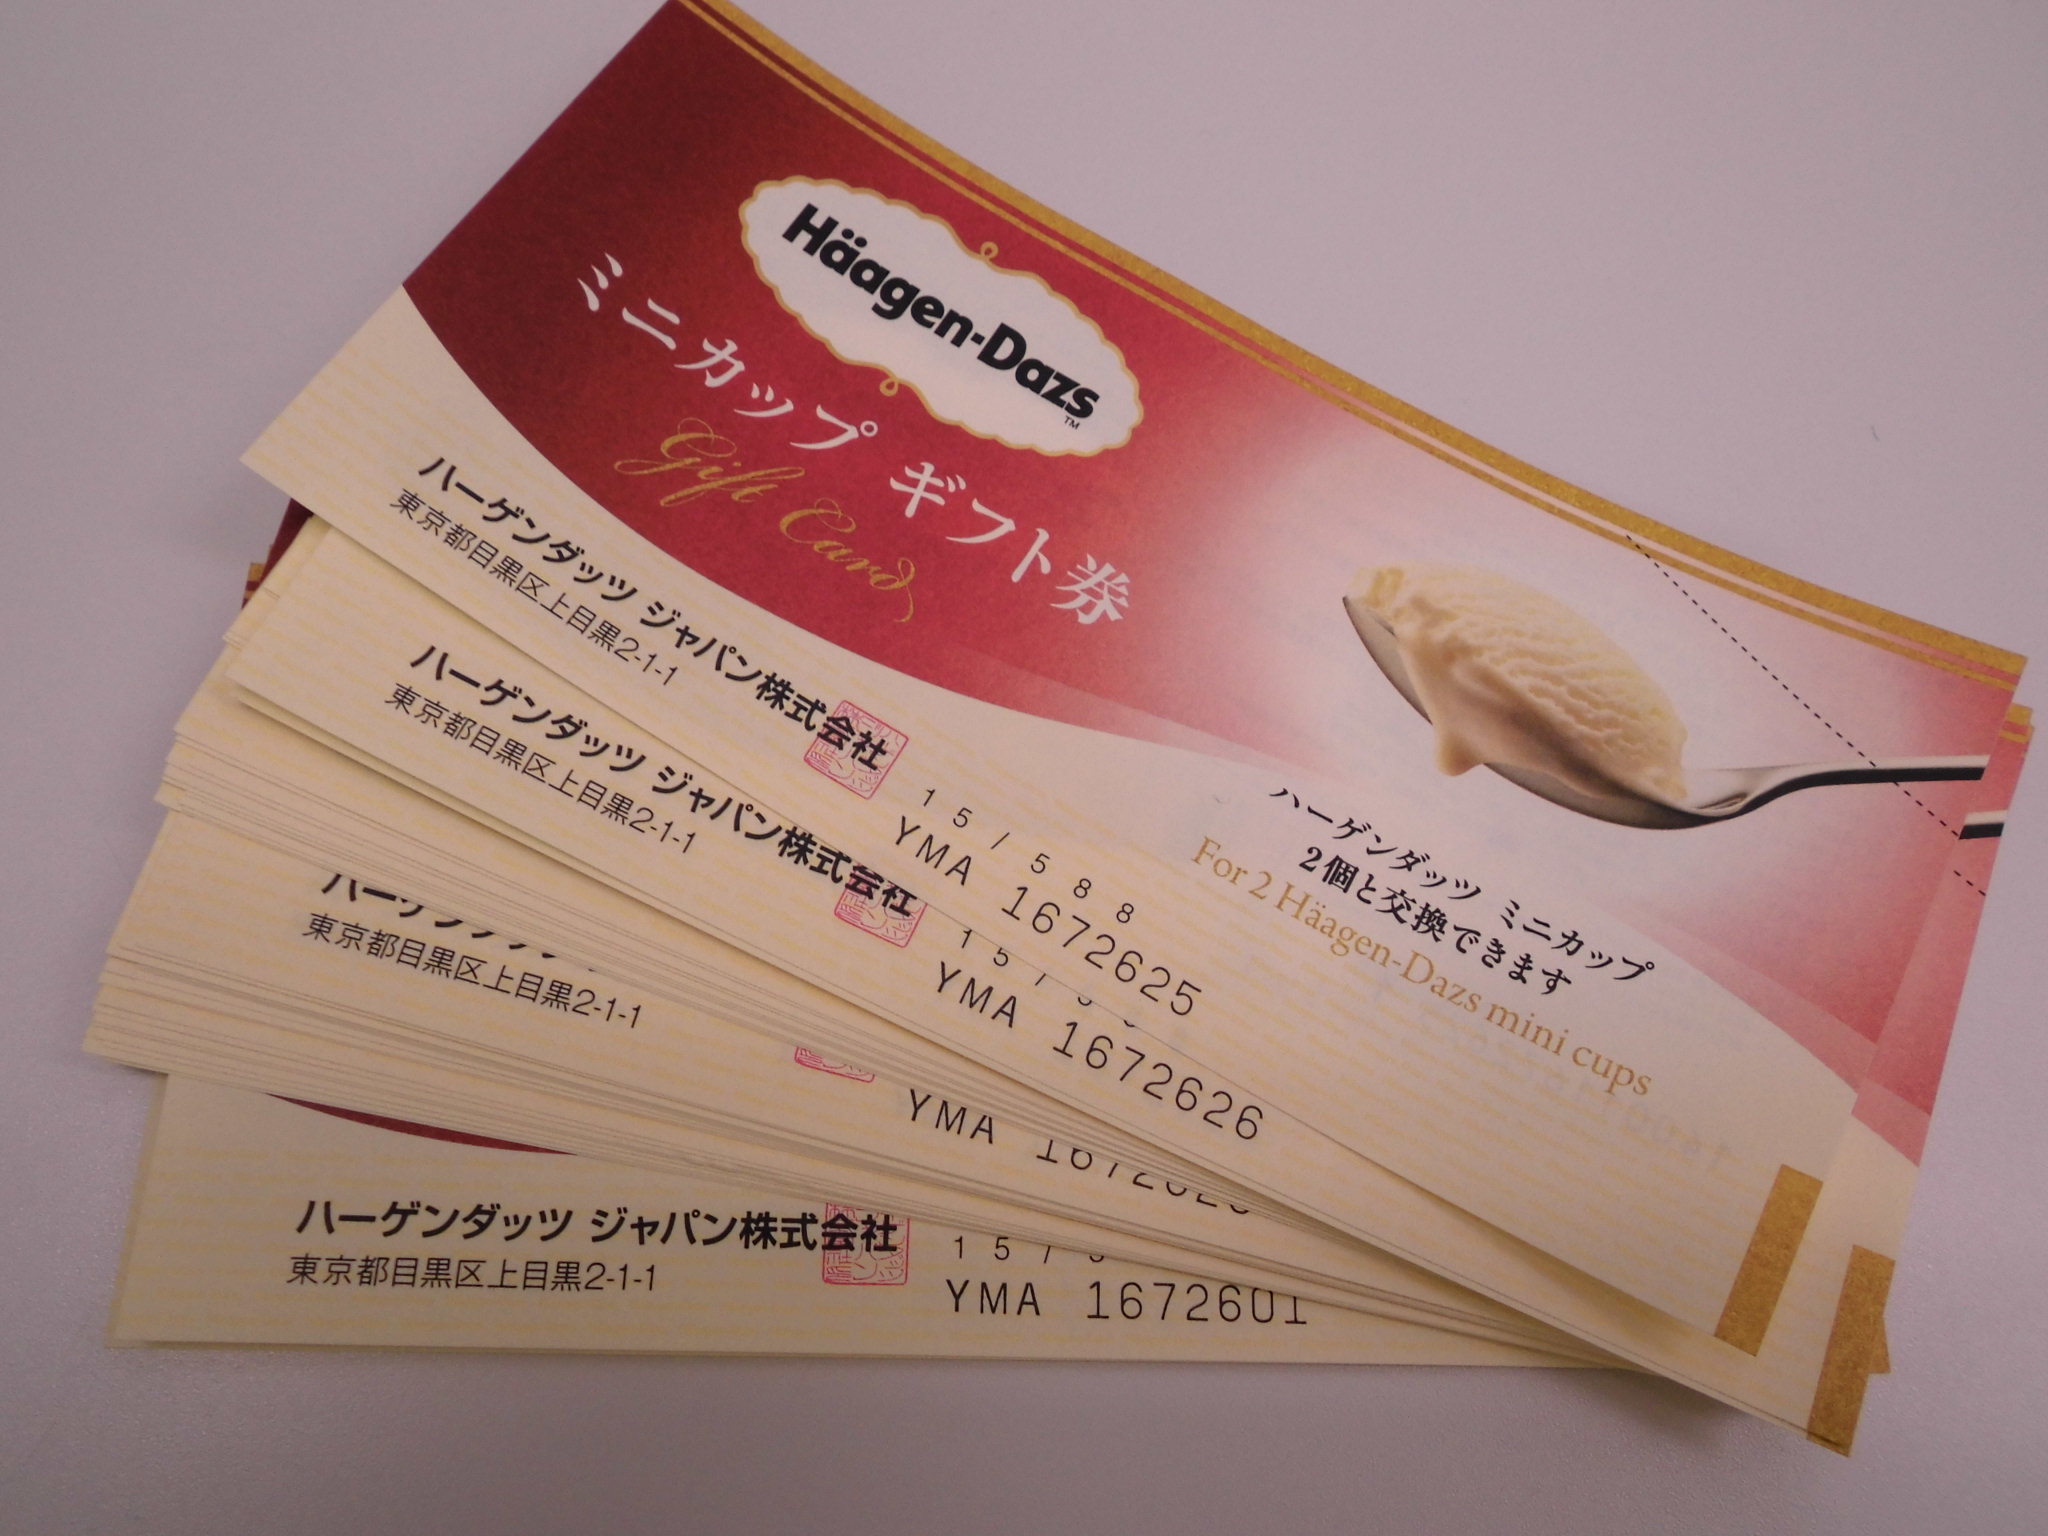 Häagen-Dazs™
ミニカップ ギフト券
Gift Card
ハーゲンダッツ ジャパン株式会社
東京都目黒区上目黒2-1-1
15/588
YMA 1672625
ハーゲンダッツ ミニカップ
2個と交換できます
For 2 Häagen-Dazs mini cups
ハーゲンダッツ ジャパン株式会社
東京都目黒区上目黒2-1-1
15/
YMA 1672626
東京都目黒区上目黒2-1-1
YMA
ハーゲンダッツ ジャパン株式会社
東京都目黒区上目黒2-1-1
15/
YMA 1672601